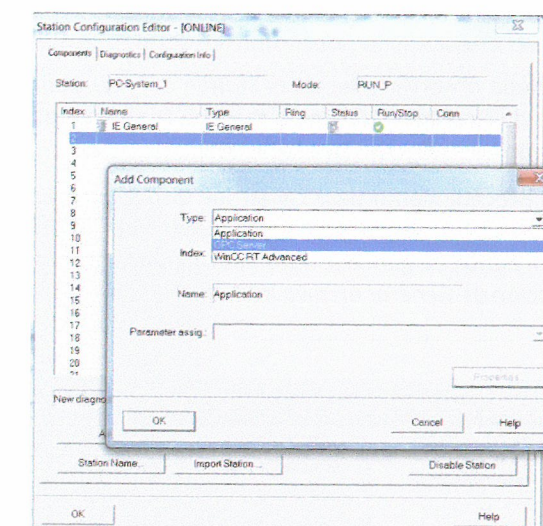 Station Configuration Editor - [ONLINE]
Components Diagnostics Configuration Info
Station: PC-System_1 Mode: RUN_P
Index Name Type Ring Status Run/Stop Conn
1 IE General IE General
2
3
4
5
6
7
8
9
10
11
12
13
14
15
16
17
18
19
20
21
Add Component
Type: Application
Application
OPC Server
Index: WinCC RT Advanced
Name: Application
Parameter assig.:
Properties
OK Cancel Help
New diagno
A
Station Name... Import Station ... Disable Station
OK Help